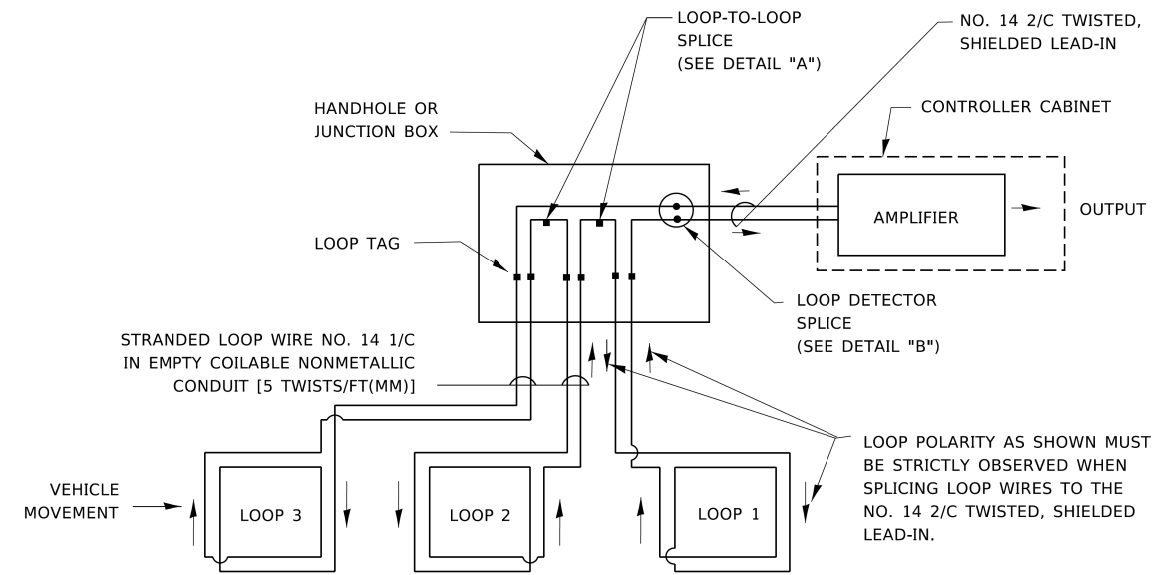 LOOP-TO-LOOP
SPLICE
(SEE DETAIL "A")
NO. 14 2/C TWISTED,
SHIELDED LEAD-IN
HANDHOLE OR
JUNCTION BOX
CONTROLLER CABINET
AMPLIFIER
OUTPUT
LOOP TAG
LOOP DETECTOR
SPLICE
(SEE DETAIL "B")
STRANDED LOOP WIRE NO. 14 1/C
IN EMPTY COILABLE NONMETALLIC
CONDUIT [5 TWISTS/FT(MM)]
LOOP POLARITY AS SHOWN MUST
BE STRICTLY OBSERVED WHEN
SPLICING LOOP WIRES TO THE
NO. 14 2/C TWISTED, SHIELDED
LEAD-IN.
VEHICLE
MOVEMENT
LOOP 3
LOOP 2
LOOP 1